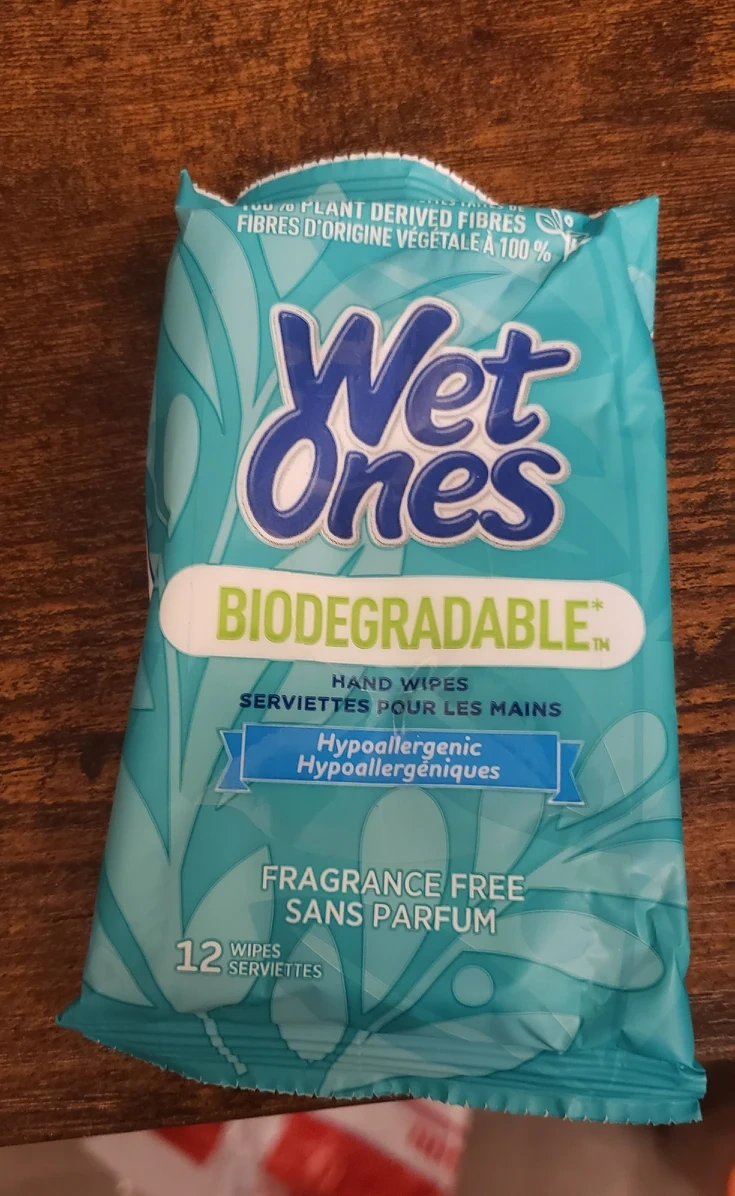 100% PLANT DERIVED FIBRES
FIBRES D'ORIGINE VÉGÉTALE À 100 %
Wet
Ones
BIODEGRADABLE*™
HAND WIPES
SERVIETTES POUR LES MAINS
Hypoallergenic
Hypoallergéniques
FRAGRANCE FREE
SANS PARFUM
12 WIPES
SERVIETTES